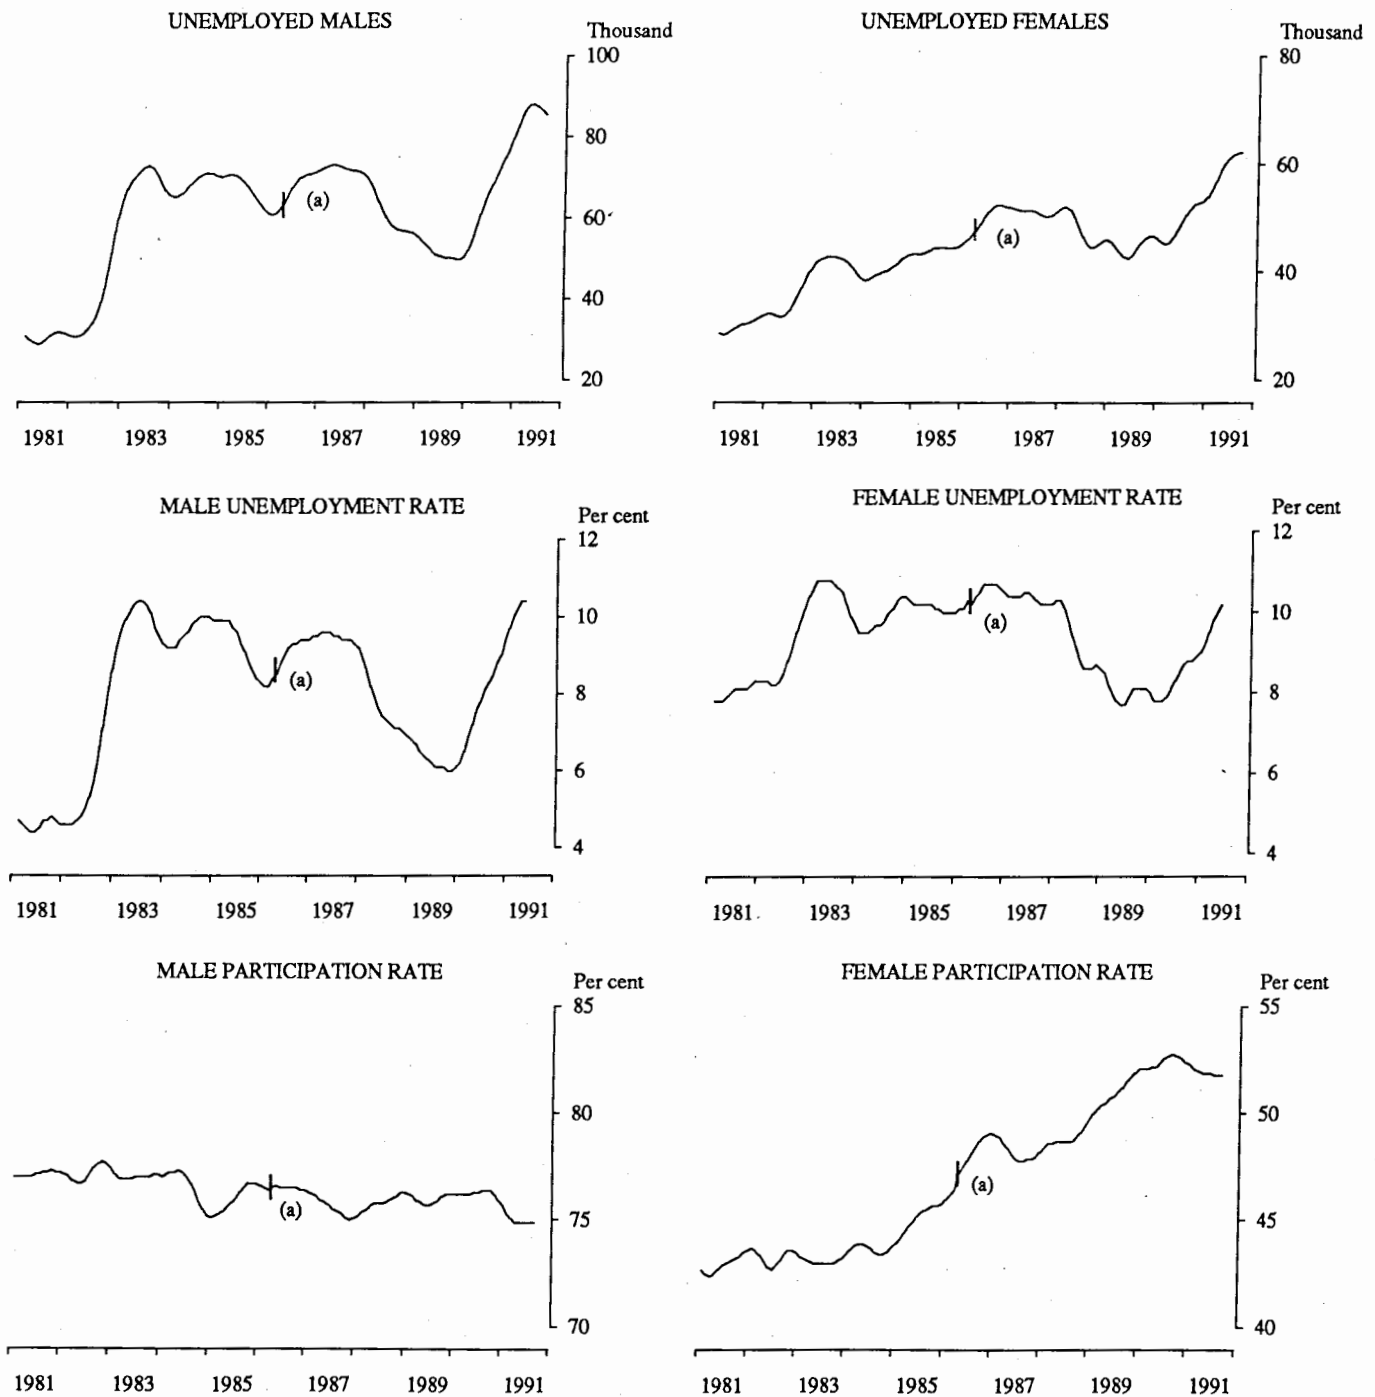 UNEMPLOYED MALES
Thousand
100
80
60
40
20
(a)
1981 1983 1985 1987 1989 1991
UNEMPLOYED FEMALES
Thousand
80
60
40
20
(a)
1981 1983 1985 1987 1989 1991
MALE UNEMPLOYMENT RATE
Per cent
12
10
8
6
4
(a)
1981 1983 1985 1987 1989 1991
FEMALE UNEMPLOYMENT RATE
Per cent
12
10
8
6
4
(a)
1981 1983 1985 1987 1989 1991
MALE PARTICIPATION RATE
Per cent
85
80
75
70
(a)
1981 1983 1985 1987 1989 1991
FEMALE PARTICIPATION RATE
Per cent
55
50
45
40
(a)
1981 1983 1985 1987 1989 1991